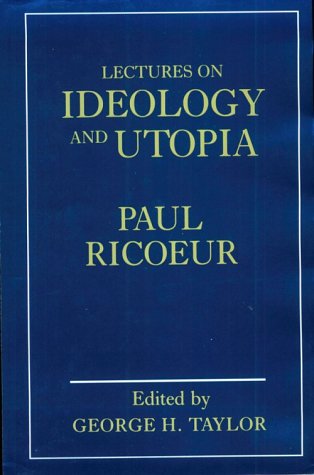 LECTURES ON
IDEOLOGY
AND UTOPIA
PAUL
RICOEUR
Edited by
GEORGE H. TAYLOR